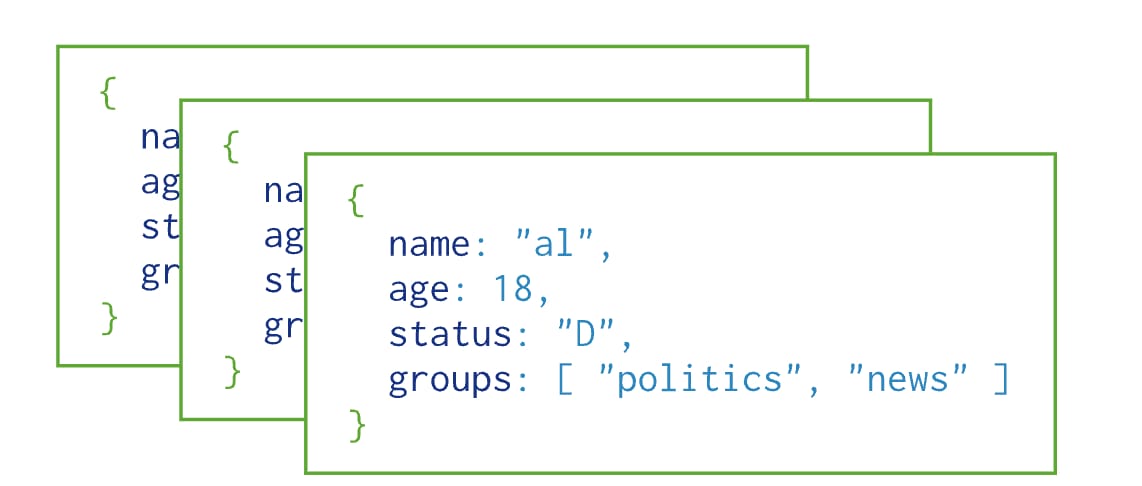 {
na
ag
st
gr
}
{
na
ag
st
gr
}
{
name: "al",
age: 18,
status: "D",
groups: [ "politics", "news" ]
}